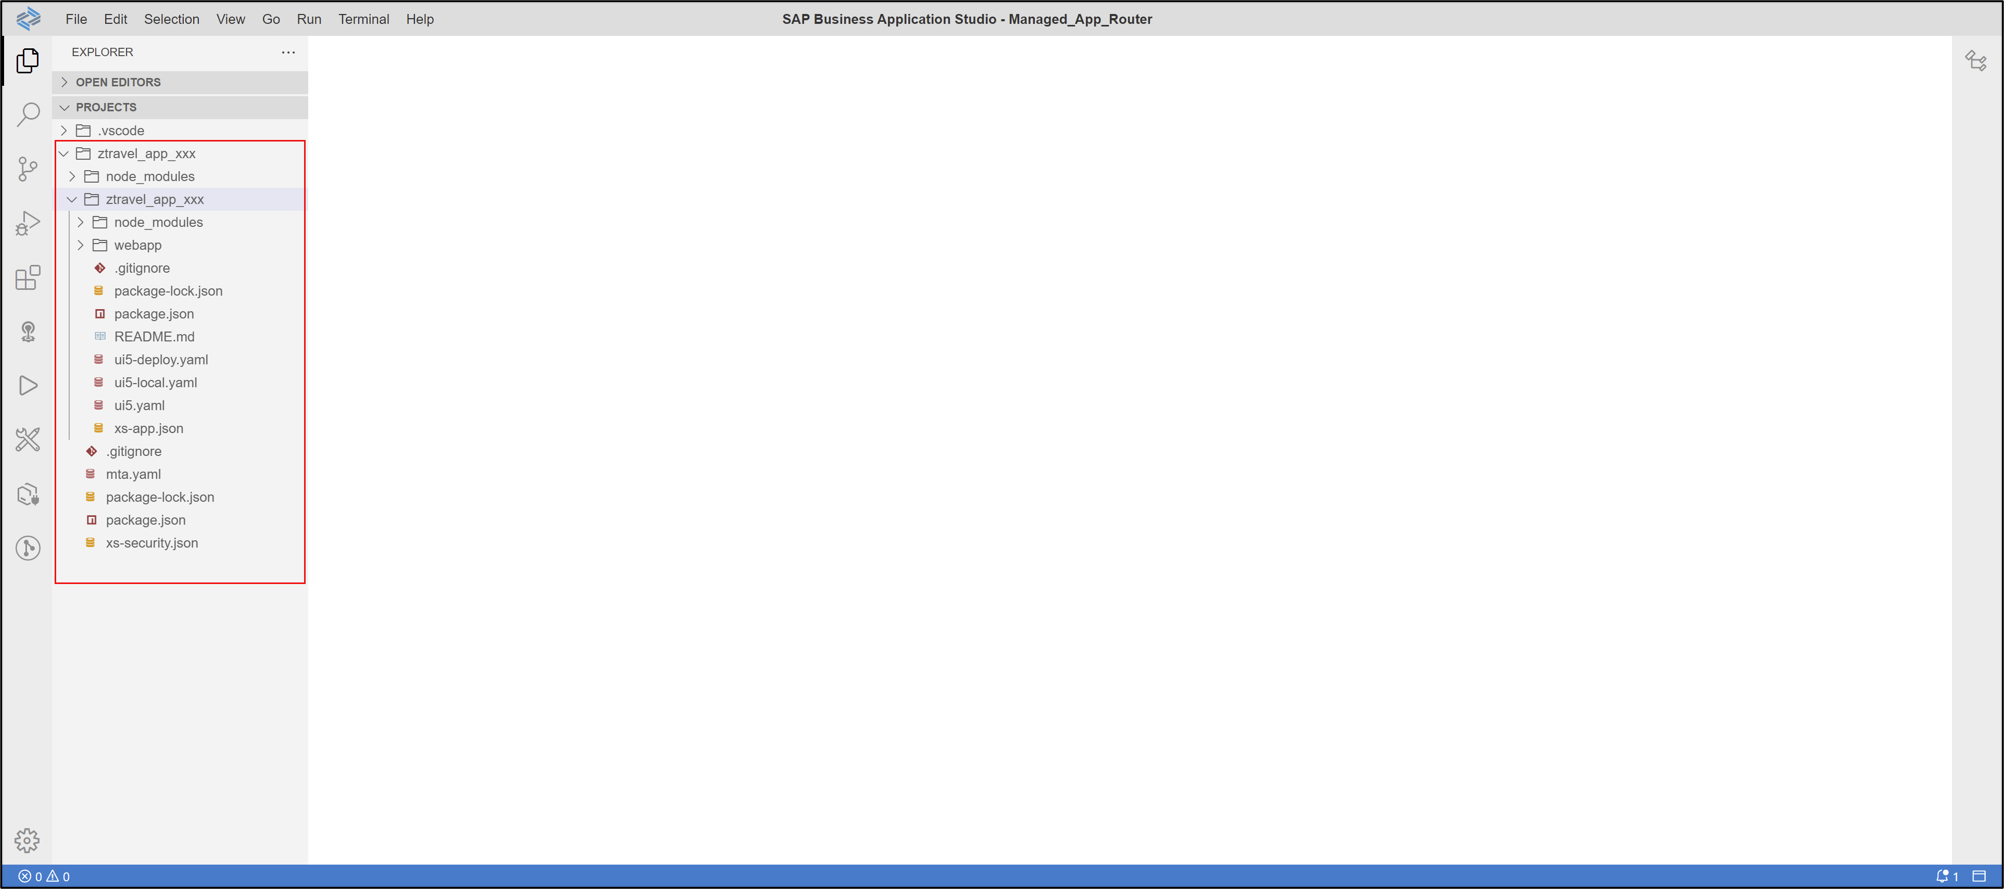 File Edit Selection View Go Run Terminal Help SAP Business Application Studio - Managed_App_Router
EXPLORER
OPEN EDITORS
PROJECTS
.vscode
ztravel_app_xxx
node_modules
ztravel_app_xxx
node_modules
webapp
.gitignore
package-lock.json
package.json
README.md
ui5-deploy.yaml
ui5-local.yaml
ui5.yaml
xs-app.json
.gitignore
mta.yaml
package-lock.json
package.json
xs-security.json
0 0 1